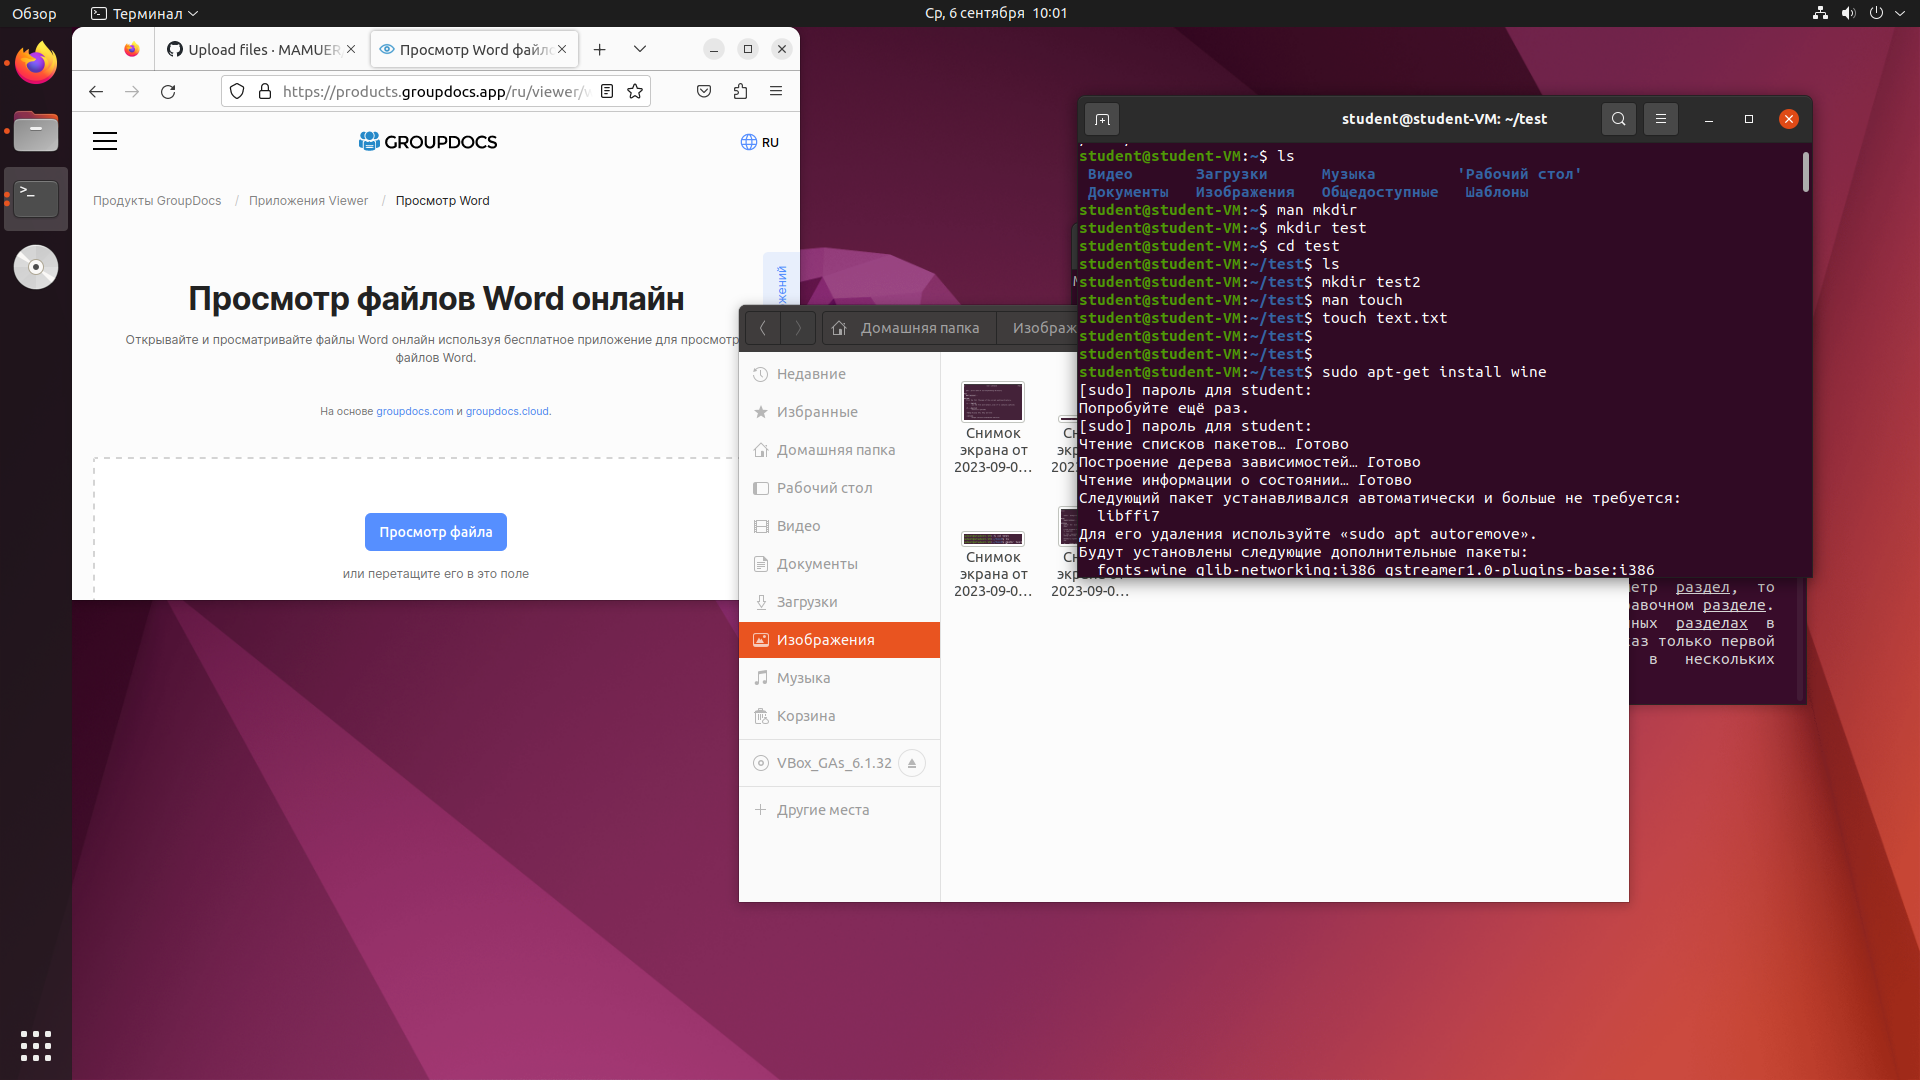 Обзор
Терминал
Ср, 6 сентября 10:01
Upload files · MAMUER
Просмотр Word файло
https://products.groupdocs.app/ru/viewer/
GROUPDOCS
RU
Продукты GroupDocs / Приложения Viewer / Просмотр Word
жений
Просмотр файлов Word онлайн
Открывайте и просматривайте файлы Word онлайн используя бесплатное приложение для просмотр
файлов Word.
На основе groupdocs.com и groupdocs.cloud.
Просмотр файла
или перетащите его в это поле
Домашняя папка
Изображ
Недавние
Избранные
Домашняя папка
Рабочий стол
Видео
Документы
Загрузки
Изображения
Музыка
Корзина
VBox_GAs_6.1.32
Другие места
Снимок
экрана от
2023-09-0…
Сн
экра
2023
Снимок
экрана от
2023-09-0…
Сни
экрана от
2023-09-0…
student@student-VM: ~/test
student@student-VM:~$ ls
Видео Загрузки Музыка 'Рабочий стол'
Документы Изображения Общедоступные Шаблоны
student@student-VM:~$ man mkdir
student@student-VM:~$ mkdir test
student@student-VM:~$ cd test
student@student-VM:~/test$ ls
student@student-VM:~/test$ mkdir test2
student@student-VM:~/test$ man touch
student@student-VM:~/test$ touch text.txt
student@student-VM:~/test$
student@student-VM:~/test$
student@student-VM:~/test$ sudo apt-get install wine
[sudo] пароль для student:
Попробуйте ещё раз.
[sudo] пароль для student:
Чтение списков пакетов… Готово
Построение дерева зависимостей… Готово
Чтение информации о состоянии… Готово
Следующий пакет устанавливался автоматически и больше не требуется:
libffi7
Для его удаления используйте «sudo apt autoremove».
Будут установлены следующие дополнительные пакеты:
fonts-wine glib-networking:i386 gstreamer1.0-plugins-base:i386
метр раздел, то
авочном разделе.
нных разделах в
каз только первой
в нескольких